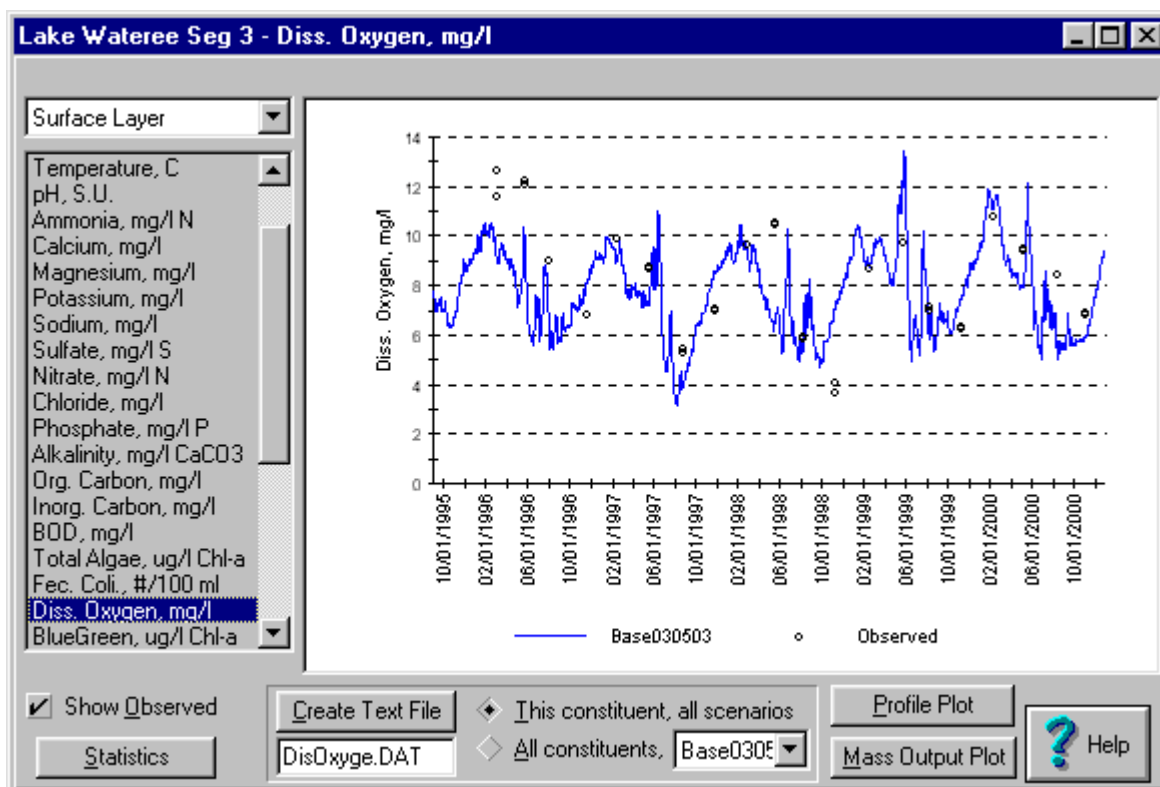 Lake Wateree Seg 3 - Diss. Oxygen, mg/l
Surface Layer
Temperature, C
pH, S.U.
Ammonia, mg/l N
Calcium, mg/l
Magnesium, mg/l
Potassium, mg/l
Sodium, mg/l
Sulfate, mg/l S
Nitrate, mg/l N
Chloride, mg/l
Phosphate, mg/l P
Alkalinity, mg/l CaCO3
Org. Carbon, mg/l
Inorg. Carbon, mg/l
BOD, mg/l
Total Algae, ug/l Chl-a
Fec. Coli., #/100 ml
Diss. Oxygen, mg/l
BlueGreen, ug/l Chl-a
Diss. Oxygen, mg/l
14
12
10
8
6
4
2
0
10/01/1995
02/01/1996
06/01/1996
10/01/1996
02/01/1997
06/01/1997
10/01/1997
02/01/1998
06/01/1998
10/01/1998
02/01/1999
06/01/1999
10/01/1999
02/01/2000
06/01/2000
10/01/2000
Base030503
Observed
Show Observed
Statistics
Create Text File
DisOxyge.DAT
This constituent, all scenarios
All constituents,
Base0305
Profile Plot
Mass Output Plot
? Help